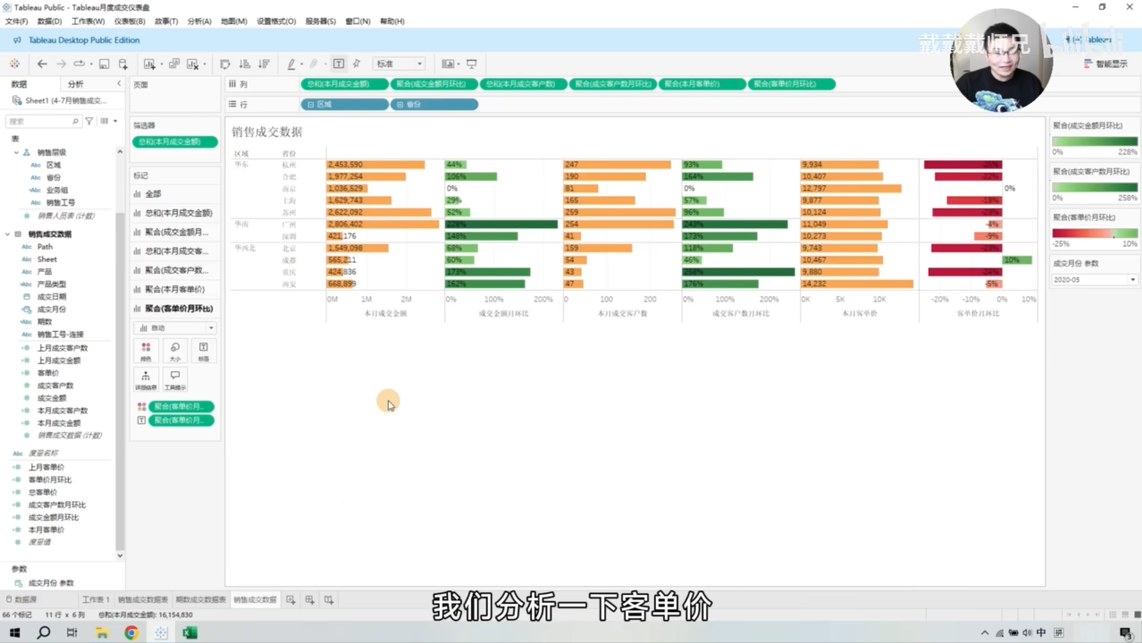 Tableau Public - Tableau月度成交仪表盘
文件(F) 数据(D) 工作表(W) 仪表板(B) 故事(T) 分析(A) 地图(M) 设置格式(O) 服务器(S) 窗口(N) 帮助(H)
Tableau Desktop Public Edition
戴戴戴师兄
标准
智能显示
数据 分析
Sheet1 (4-7月销售成交...
搜索
表
销售层级
Abc 区域
Abc 省份
Abc 业务组
Abc 销售工号
销售人员表 (计数)
销售成交数据
Abc Path
Abc Sheet
Abc 产品
Abc 产品类型
成交日期
成交月份
Abc 期数
Abc 销售工号-连接
上月成交客户数
上月成交金额
客单价
成交客户数
成交金额
本月成交客户数
本月成交金额
销售成交数据 (计数)
Abc 度量名称
上月客单价
客单价月环比
总客单价
成交客户数月环比
成交金额月环比
本月客单价
度量值
参数
成交月份 参数
页面
筛选器
总和(本月成交金额)
标记
全部
总和(本月成交金额)
聚合(成交金额月...
总和(本月成交客...
聚合(成交客户数...
聚合(本月客单价)
聚合(客单价月环比)
自动
颜色 大小 标签
详细信息 工具提示
聚合(客单价月...
聚合(客单价月...
列 总和(本月成交金额) 聚合(成交金额月环比) 总和(本月成交客户数) 聚合(成交客户数月环比) 聚合(本月客单价) 聚合(客单价月环比)
行 区域 省份
销售成交数据
区域 省份
华东 杭州 2,453,590 44% 247 93% 9,934
合肥 1,977,254 106% 190 164% 10,407 -22%
南京 1,036,529 0% 81 0% 12,797 0%
上海 1,629,743 29% 165 57% 9,877 -18%
苏州 2,622,092 52% 259 96% 10,124 -23%
华南 广州 2,806,402 228% 254 243% 11,049 -4%
深圳 421,176 148% 41 173% 10,273 -9%
华西北 北京 1,549,098 68% 159 118% 9,743 -23%
成都 565,211 60% 54 46% 10,467 10%
重庆 424,836 173% 43 258% 9,880 -24%
西安 668,899 162% 47 176% 14,232 -5%
0M 1M 2M 0% 100% 200% 0 100 200 0% 100% 200% 0K 5K 10K -20% -10% 0% 10%
本月成交金额 成交金额月环比 本月成交客户数 成交客户数月环比 本月客单价 客单价月环比
聚合(成交金额月环比)
0% 228%
聚合(成交客户数月环比)
0% 258%
聚合(客单价月环比)
-25% 10%
成交月份 参数
2020-05
我们分析一下客单价
数据源 工作表 1 销售成交数据表 期数成交数据表 销售成交数据
66 个标记 11 行 x 6 列 总和(本月成交金额): 16,154,830
中